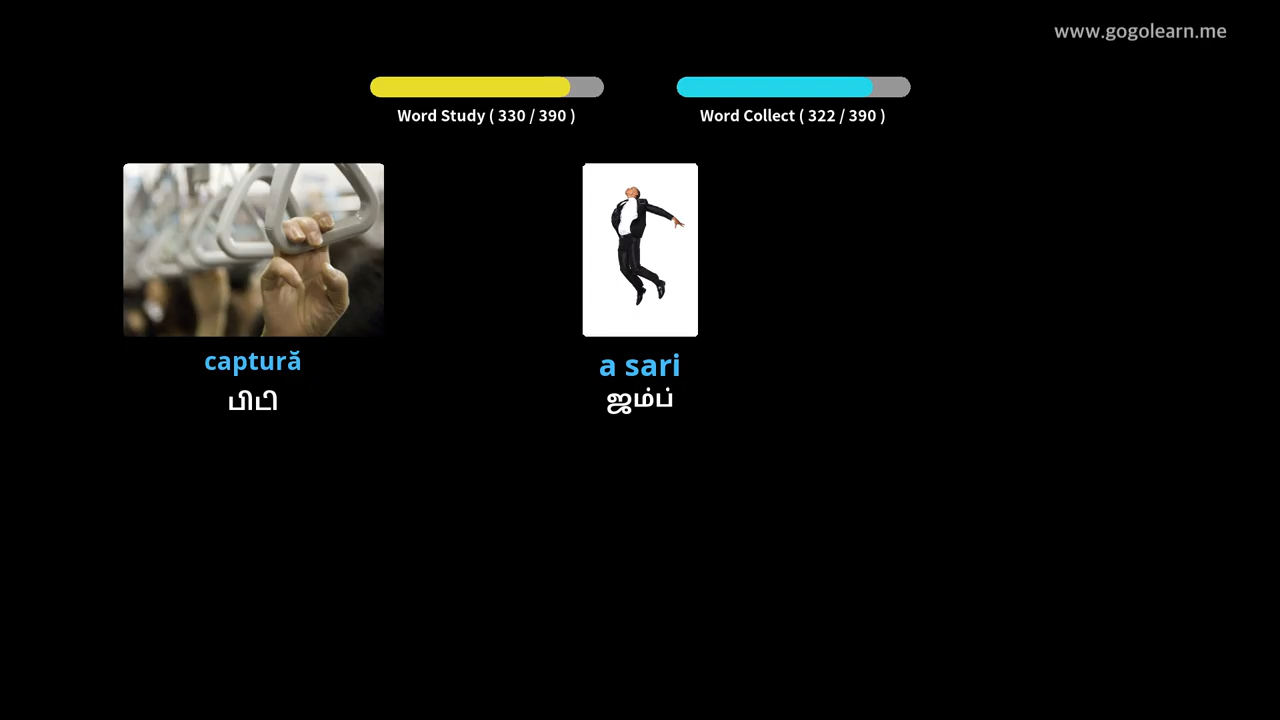 www.gogolearn.me
Word Study ( 330 / 390 )
Word Collect ( 322 / 390 )
captură
பிடி
a sari
ஜம்ப்